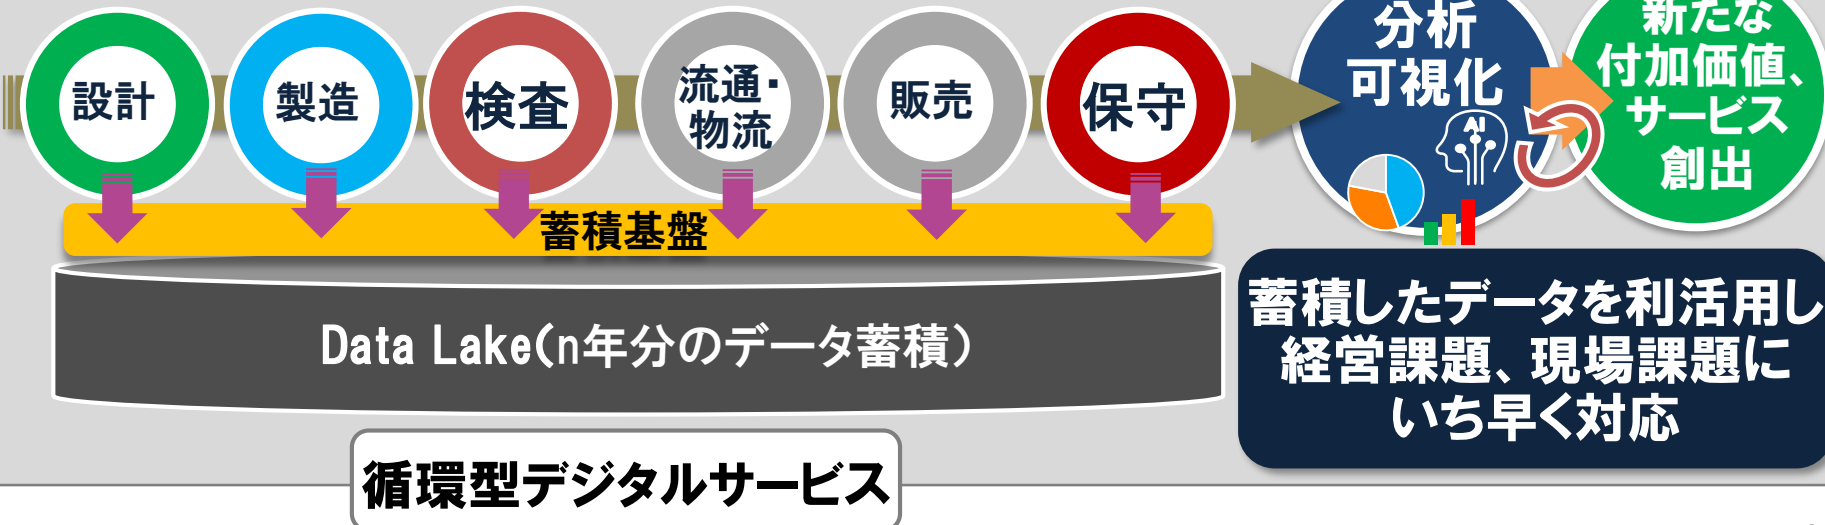 設計
製造
検査
流通・
物流
販売
保守
分析
可視化
AI
新たな
付加価値、
サービス
創出
蓄積基盤
Data Lake(n年分のデータ蓄積)
蓄積したデータを利活用し
経営課題、現場課題に
いち早く対応
循環型デジタルサービス